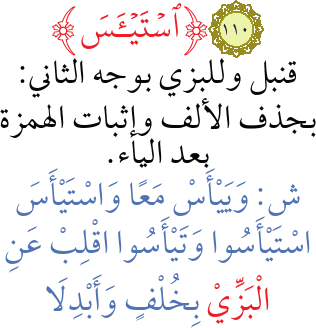 ١١٠ ﴿ٱسۡتَيۡـَٔسَ﴾
قنبل وللبزي بوجه الثاني:
بجذف الألف وإثبات الهمزة
بعد الياء.
ش: وَيَيْأَسْ مَعًا وَاسْتَيْأَسَ
اسْتَيْأَسُوا وَتَيْأَسُوا اقْلِبْ عَنِ
الْبَزِّيْ بِخُلْفٍ وَأَبْدِلَا